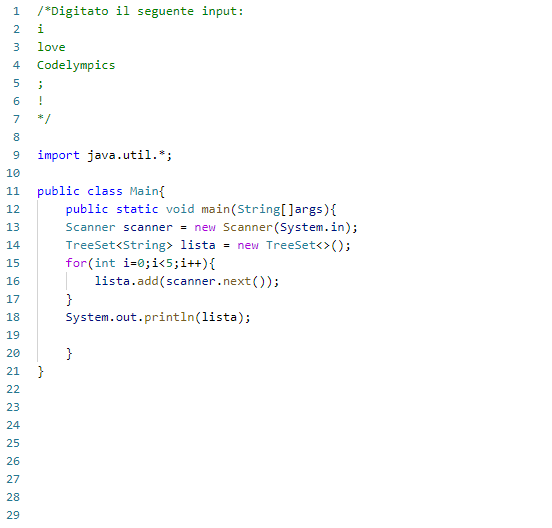 1 /*Digitato il seguente input:
2 i
3 love
4 Codelympics
5 ;
6 !
7 */
8
9 import java.util.*;
10
11 public class Main{
12 public static void main(String[]args){
13 Scanner scanner = new Scanner(System.in);
14 TreeSet<String> lista = new TreeSet<>();
15 for(int i=0;i<5;i++){
16 lista.add(scanner.next());
17 }
18 System.out.println(lista);
19
20 }
21 }
22
23
24
25
26
27
28
29